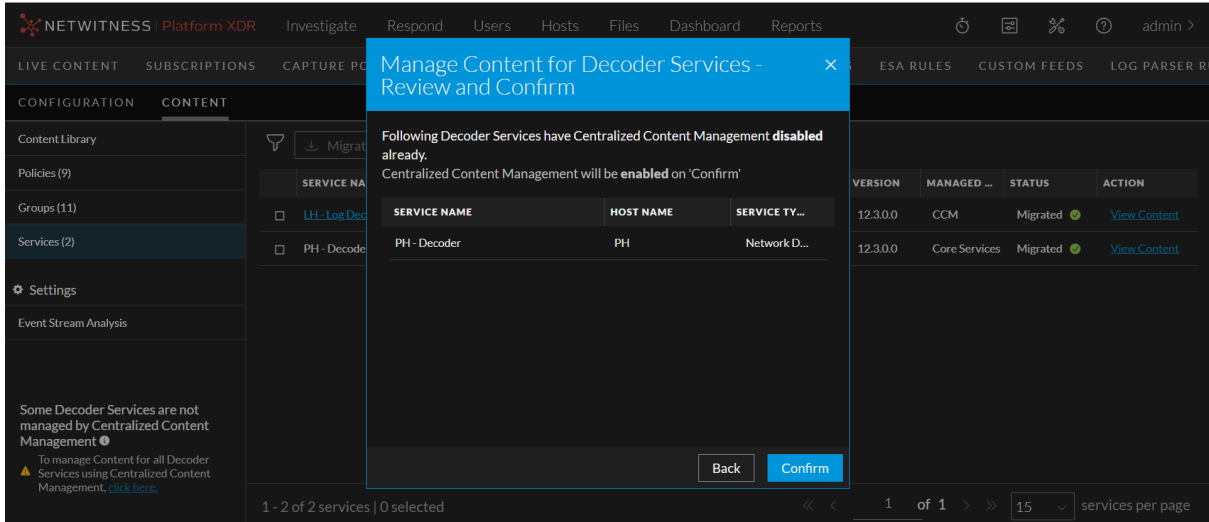 NETWITNESS | Platform XDR Investigate Respond Users Hosts Files Dashboard Reports admin >
LIVE CONTENT SUBSCRIPTIONS CAPTURE PO ESA RULES CUSTOM FEEDS LOG PARSER R
CONFIGURATION CONTENT
Manage Content for Decoder Services -
Review and Confirm
Following Decoder Services have Centralized Content Management disabled
already.
Centralized Content Management will be enabled on 'Confirm'
SERVICE NAME HOST NAME SERVICE TY...
PH - Decoder PH Network D...
Back Confirm
Content Library
Policies (9)
Groups (11)
Services (2)
Settings
Event Stream Analysis
Some Decoder Services are not
managed by Centralized Content
Management
To manage Content for all Decoder
Services using Centralized Content
Management, click here.
Migrat
SERVICE NA VERSION MANAGED ... STATUS ACTION
LH - Log Dec 12.3.0.0 CCM Migrated View Content
PH - Decode 12.3.0.0 Core Services Migrated View Content
1 - 2 of 2 services | 0 selected << < 1 of 1 > >> 15 services per page